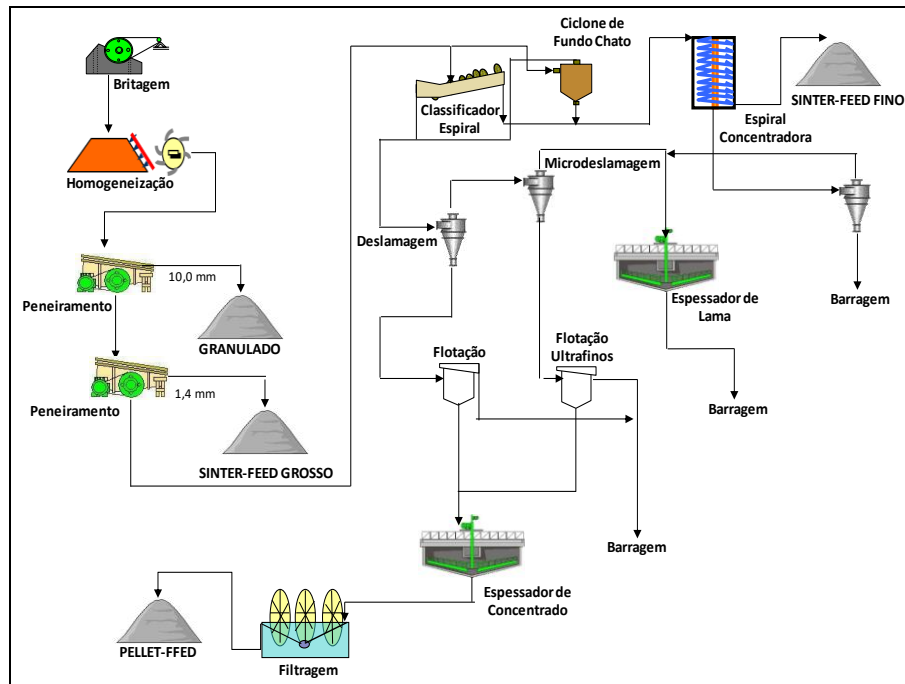 Ciclone de
Fundo Chato
Britagem
Classificador
Espiral
Espiral
Concentradora
SINTER-FEED FINO
Homogeneização
Microdeslamagem
Deslamagem
10,0 mm
Peneiramento
GRANULADO
Espessador de
Lama
Barragem
Flotação
Flotação
Ultrafinos
Peneiramento
1,4 mm
Barragem
SINTER-FEED GROSSO
Barragem
Espessador de
Concentrado
PELLET-FFED
Filtragem